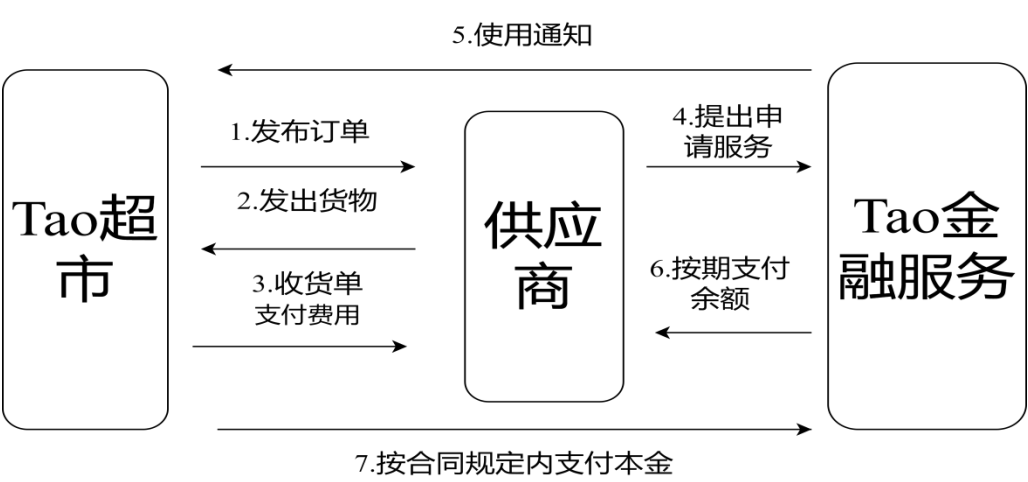 5.使用通知
1.发布订单
4.提出申
请服务
2.发出货物
Tao超
市
供应
商
Tao金
融服务
3.收货单
支付费用
6.按期支付
余额
7.按合同规定内支付本金